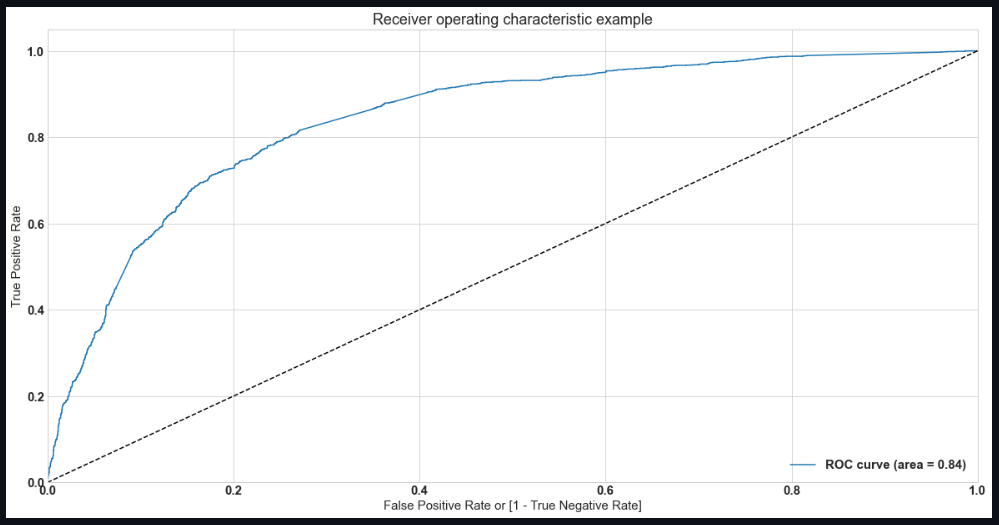 Receiver operating characteristic example
1.0
0.8
0.6
0.4
0.2
0.0
True Positive Rate
ROC curve (area = 0.84)
0.0 0.2 0.4 0.6 0.8 1.0
False Positive Rate or [1 - True Negative Rate]